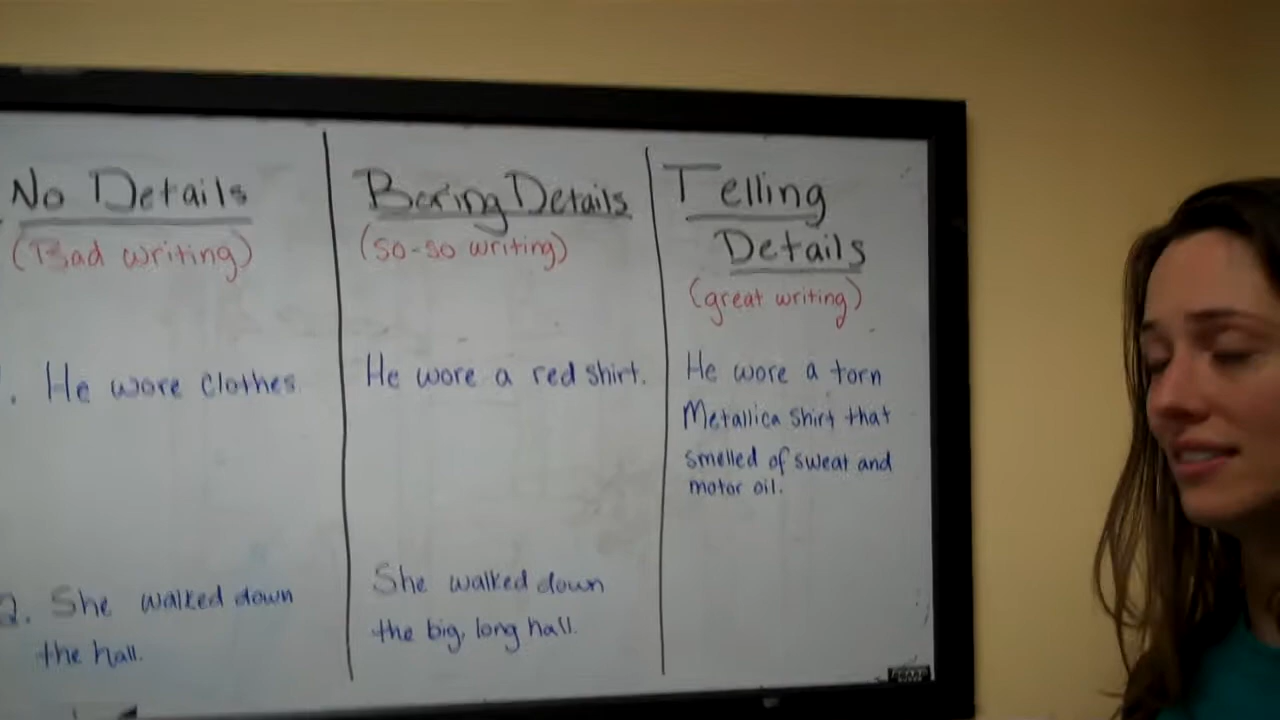 No Details
(Bad writing)
1. He wore clothes
2. She walked down
the hall.
Boring Details
(so-so writing)
He wore a red shirt.
She walked down
the big, long hall.
Telling
Details
(great writing)
He wore a torn
Metallica shirt that
smelled of sweat and
motor oil.